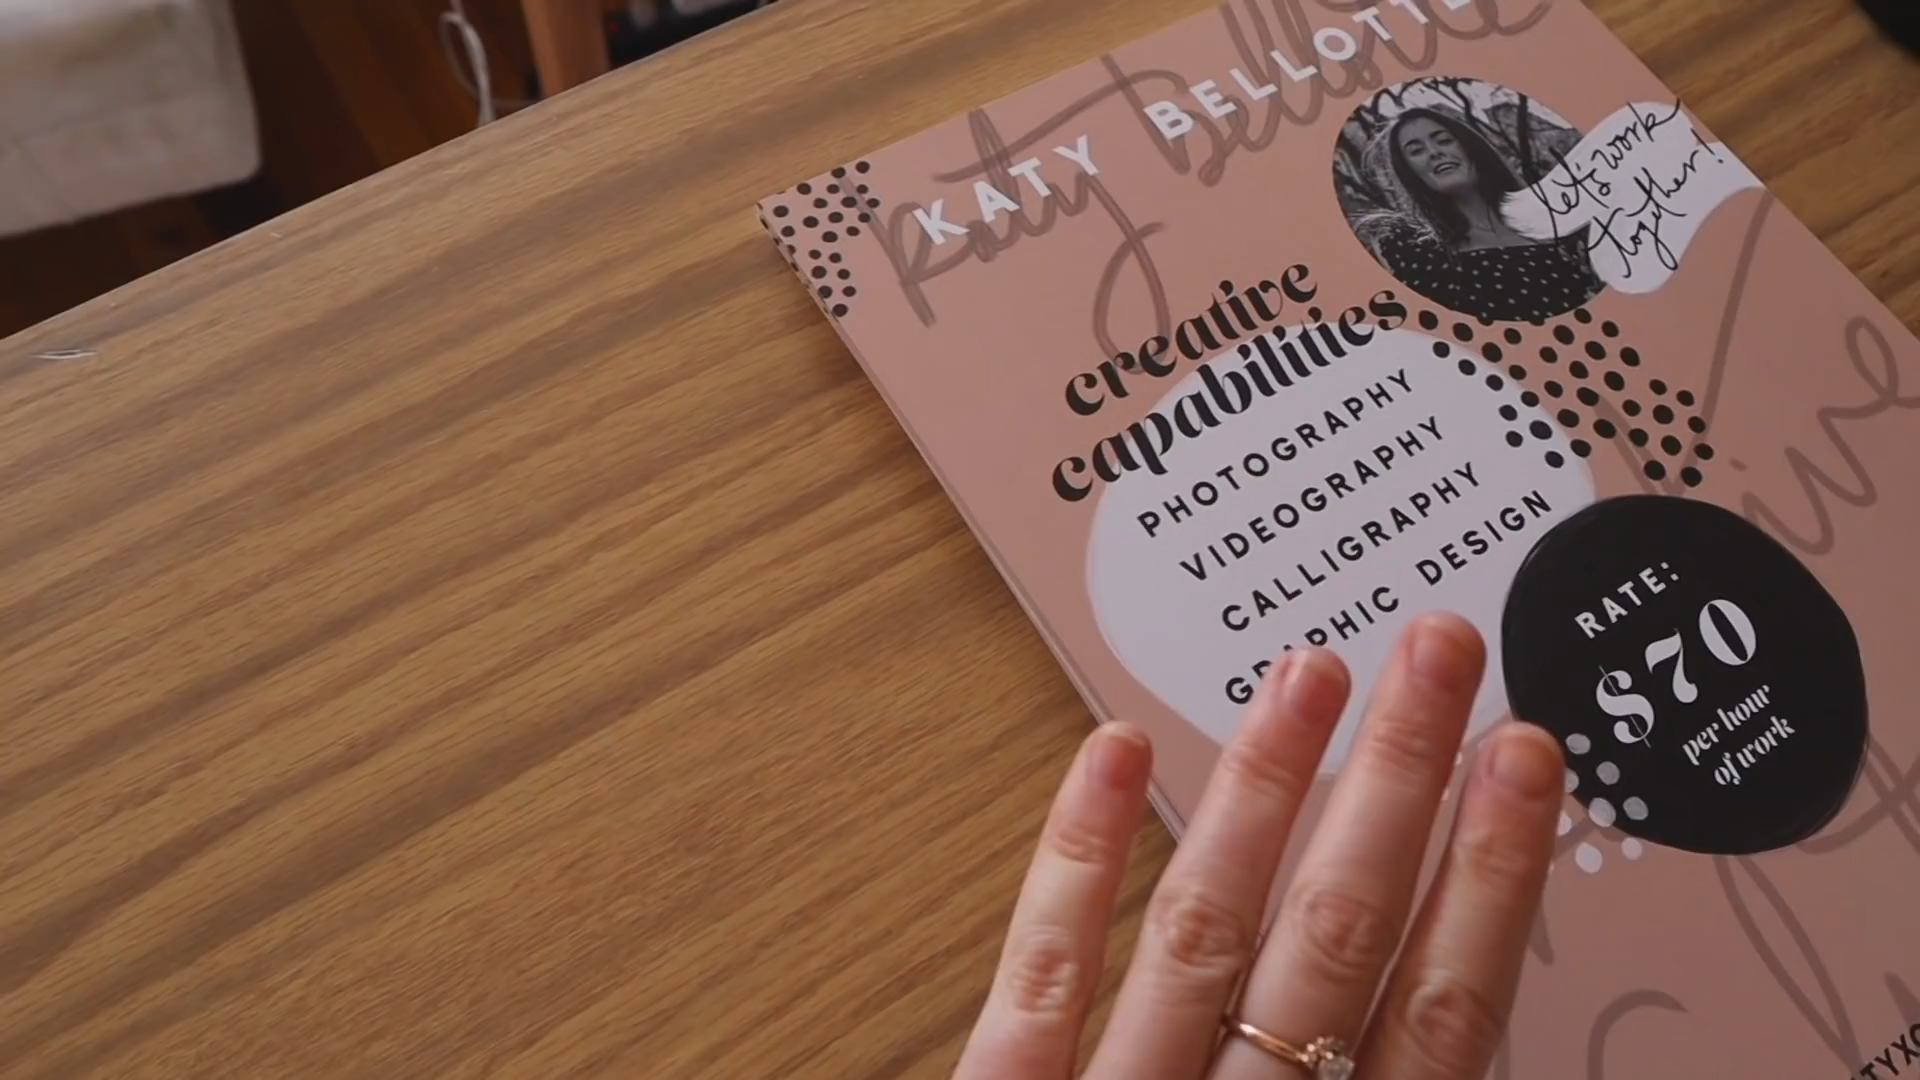 KATY BELLOTTE
katy Bellotte
let's work
together!
creative
capabilities
PHOTOGRAPHY
VIDEOGRAPHY
CALLIGRAPHY
GRAPHIC DESIGN
RATE:
$70
per hour
of work